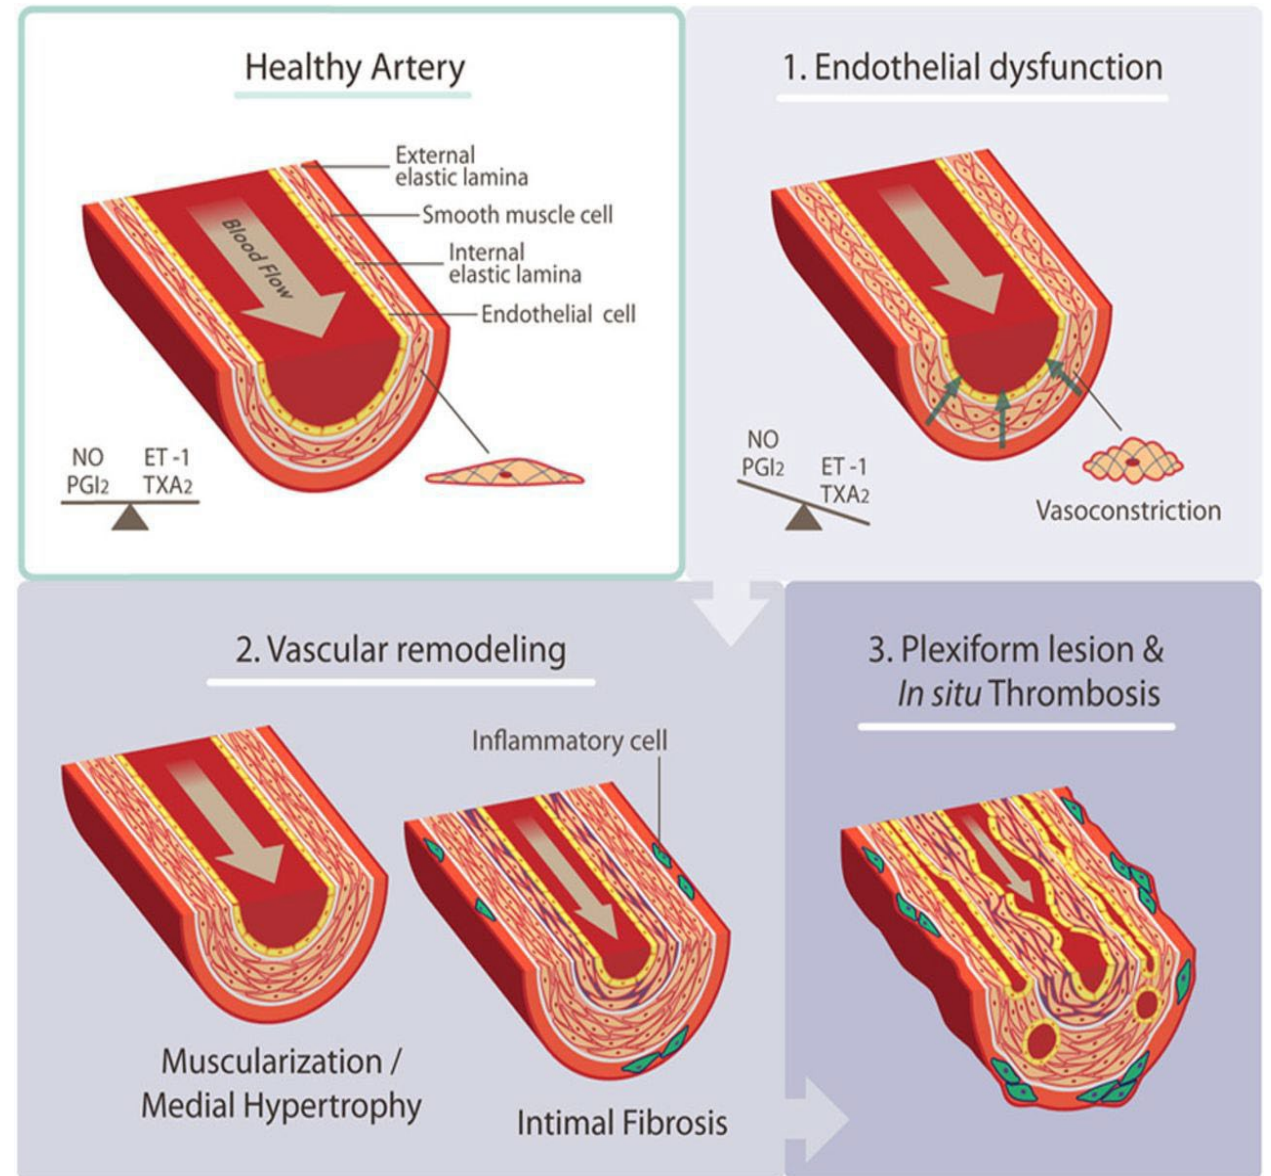 Healthy Artery
External
elastic lamina
Smooth muscle cell
Internal
elastic lamina
Endothelial cell
Blood Flow
NO
PGI2
ET -1
TXA2
1. Endothelial dysfunction
NO
PGI2
ET -1
TXA2
Vasoconstriction
2. Vascular remodeling
Inflammatory cell
Muscularization /
Medial Hypertrophy
Intimal Fibrosis
3. Plexiform lesion &
In situ Thrombosis